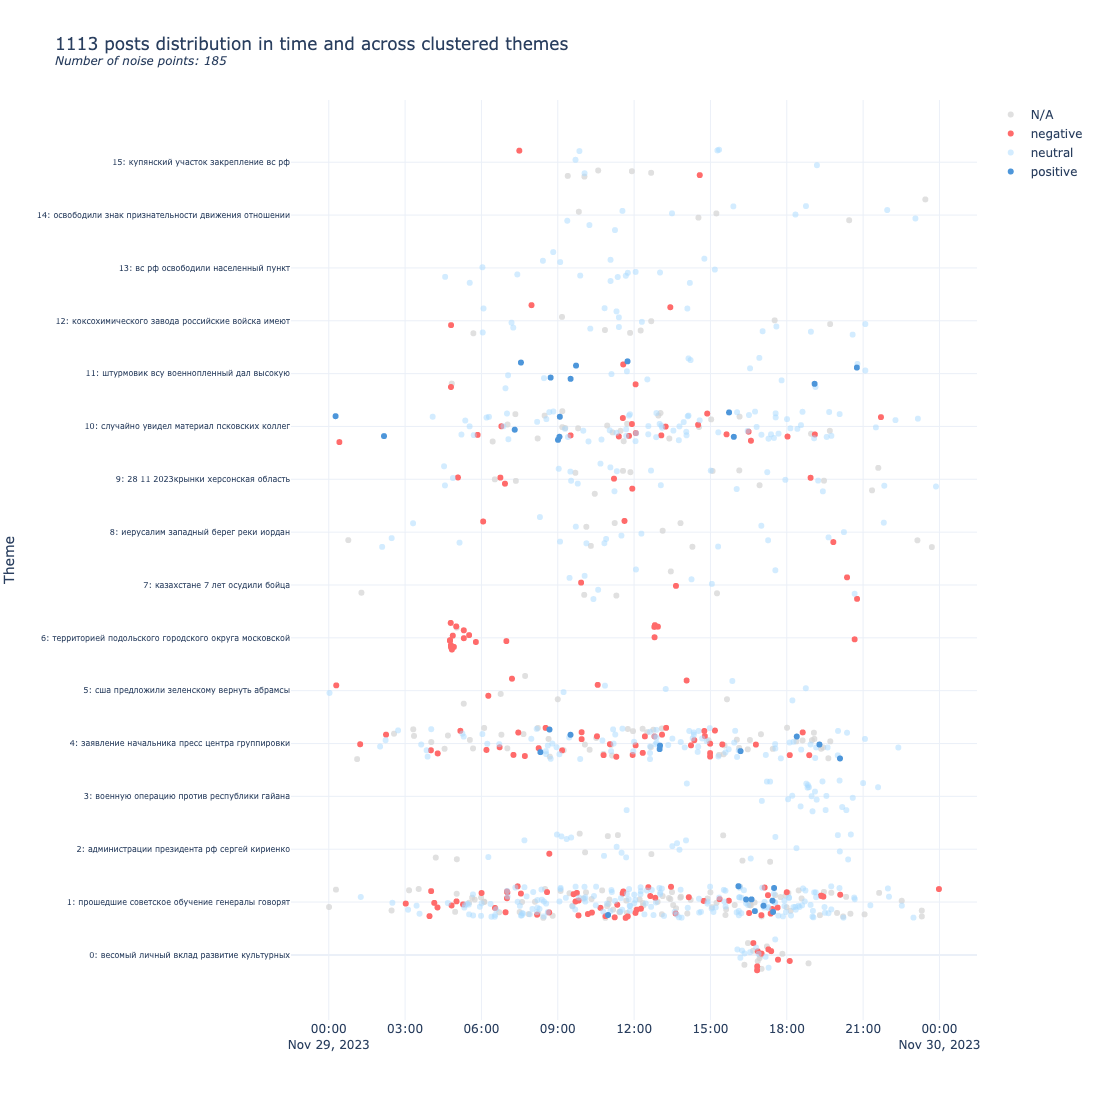 1113 posts distribution in time and across clustered themes
Number of noise points: 185
N/A
negative
neutral
positive
15: купянский участок закрепление вс рф
14: освободили знак признательности движения отношении
13: вс рф освободили населенный пункт
12: коксохимического завода российские войска имеют
11: штурмовик всу военнопленный дал высокую
10: случайно увидел материал псковских коллег
9: 28 11 2023крынки херсонская область
8: иерусалим западный берег реки иордан
7: казахстане 7 лет осудили бойца
6: территорией подольского городского округа московской
5: сша предложили зеленскому вернуть абрамсы
4: заявление начальника пресс центра группировки
3: военную операцию против республики гайана
2: администрации президента рф сергей кириенко
1: прошедшие советское обучение генералы говорят
0: весомый личный вклад развитие культурных
Theme
00:00 03:00 06:00 09:00 12:00 15:00 18:00 21:00 00:00
Nov 29, 2023 Nov 30, 2023